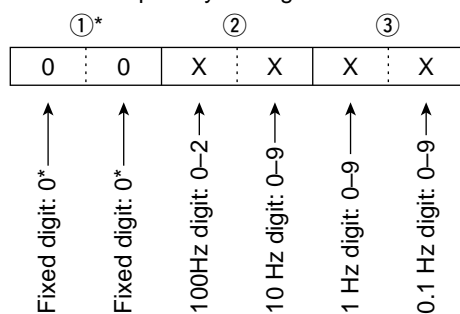 ①* ② ③
0 0 X X X X
Fixed digit: 0*
Fixed digit: 0*
100Hz digit: 0–2
10 Hz digit: 0–9
1 Hz digit: 0–9
0.1 Hz digit: 0–9